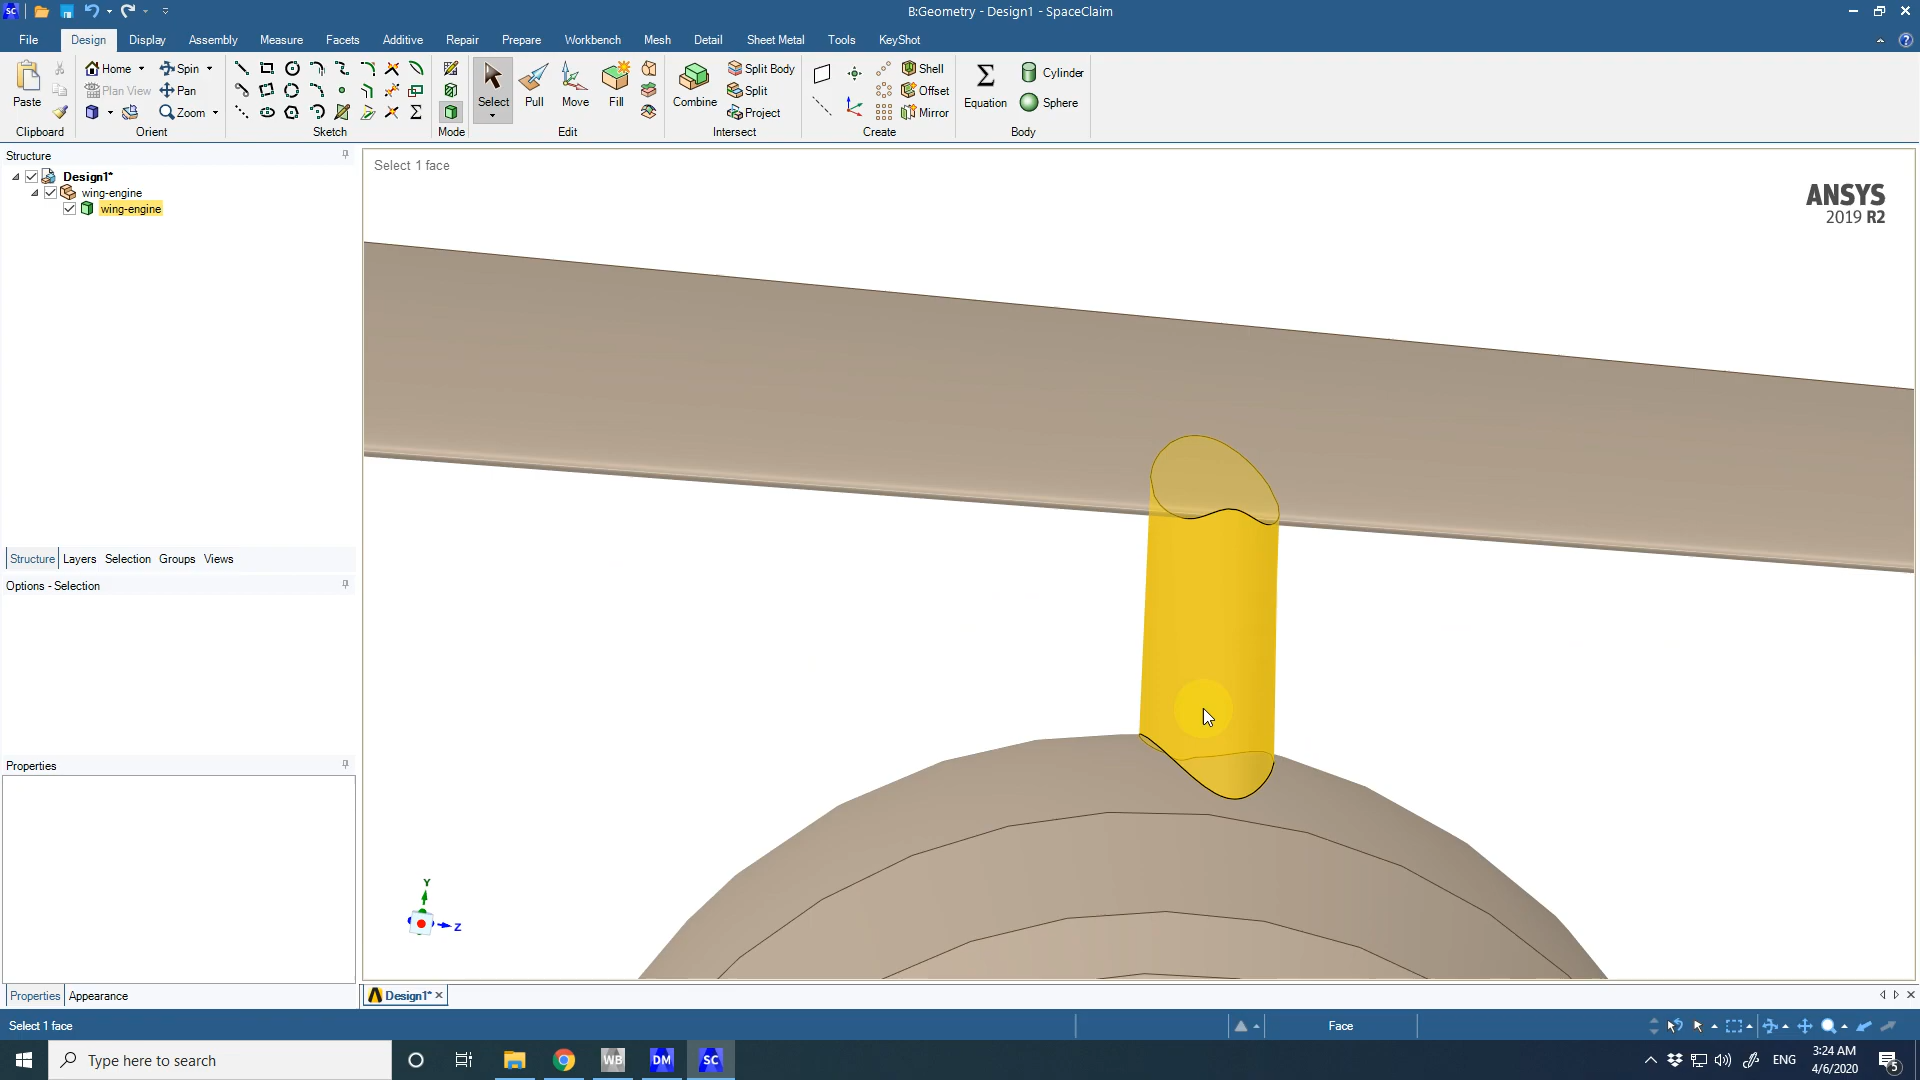 SC
B:Geometry - Design1 - SpaceClaim
File Design Display Assembly Measure Facets Additive Repair Prepare Workbench Mesh Detail Sheet Metal Tools KeyShot
Paste
Home
Spin
Plan View
Pan
Zoom
Select
Pull
Move
Fill
Combine
Split Body
Split
Project
Shell
Offset
Mirror
Equation
Cylinder
Sphere
Clipboard
Orient
Sketch
Mode
Edit
Intersect
Create
Body
Structure
Design1*
wing-engine
wing-engine
Structure Layers Selection Groups Views
Options - Selection
Properties
Properties Appearance
Select 1 face
ANSYS
2019 R2
Y
Z
Design1*
Select 1 face
Face
Type here to search
WB
DM
SC
ENG
3:24 AM
4/6/2020
5